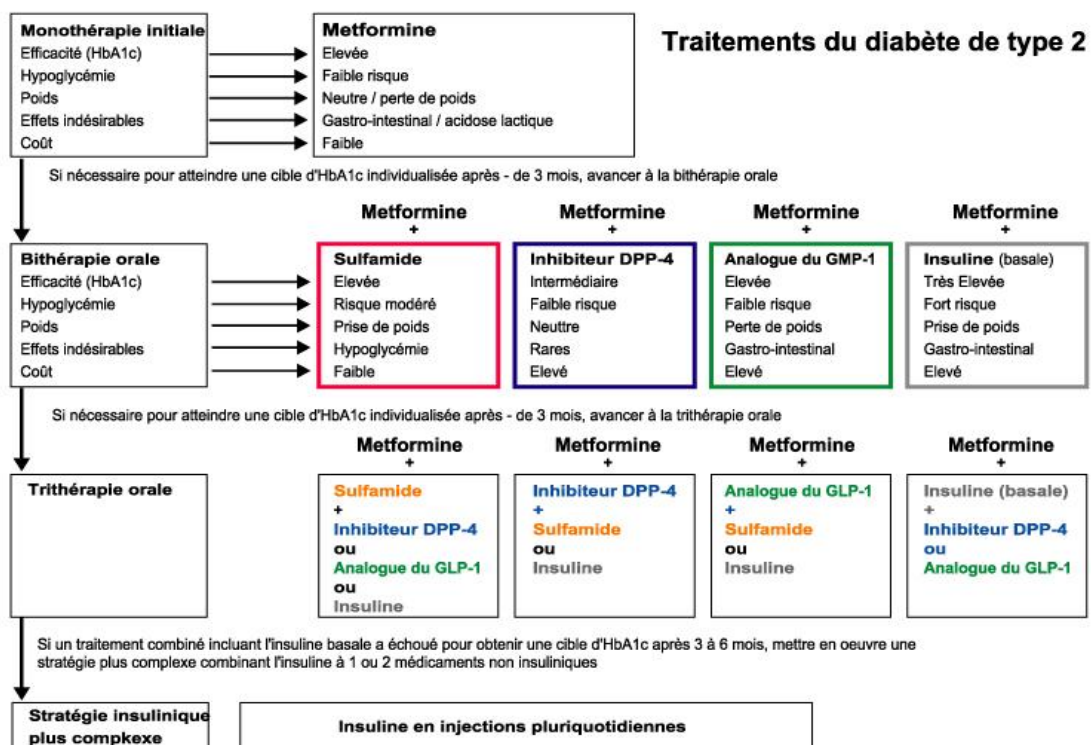 Traitements du diabète de type 2
Monothérapie initiale
Efficacité (HbA1c)
Hypoglycémie
Poids
Effets indésirables
Coût
Metformine
Elevée
Faible risque
Neutre / perte de poids
Gastro-intestinal / acidose lactique
Faible
Si nécessaire pour atteindre une cible d'HbA1c individualisée après - de 3 mois, avancer à la bithérapie orale
Metformine
+
Metformine
+
Metformine
+
Metformine
+
Bithérapie orale
Efficacité (HbA1c)
Hypoglycémie
Poids
Effets indésirables
Coût
Sulfamide
Elevée
Risque modéré
Prise de poids
Hypoglycémie
Faible
Inhibiteur DPP-4
Intermédiaire
Faible risque
Neuttre
Rares
Elevé
Analogue du GMP-1
Elevée
Faible risque
Perte de poids
Gastro-intestinal
Elevé
Insuline (basale)
Très Elevée
Fort risque
Prise de poids
Gastro-intestinal
Elevé
Si nécessaire pour atteindre une cible d'HbA1c individualisée après - de 3 mois, avancer à la trithérapie orale
Metformine
+
Metformine
+
Metformine
+
Metformine
+
Trithérapie orale
Sulfamide
+
Inhibiteur DPP-4
ou
Analogue du GLP-1
ou
Insuline
Inhibiteur DPP-4
+
Sulfamide
ou
Insuline
Analogue du GLP-1
+
Sulfamide
ou
Insuline
Insuline (basale)
+
Inhibiteur DPP-4
ou
Analogue du GLP-1
Si un traitement combiné incluant l'insuline basale a échoué pour obtenir une cible d'HbA1c après 3 à 6 mois, mettre en oeuvre une
stratégie plus complexe combinant l'insuline à 1 ou 2 médicaments non insuliniques
Stratégie insulinique
plus compkexe
Insuline en injections pluriquotidiennes